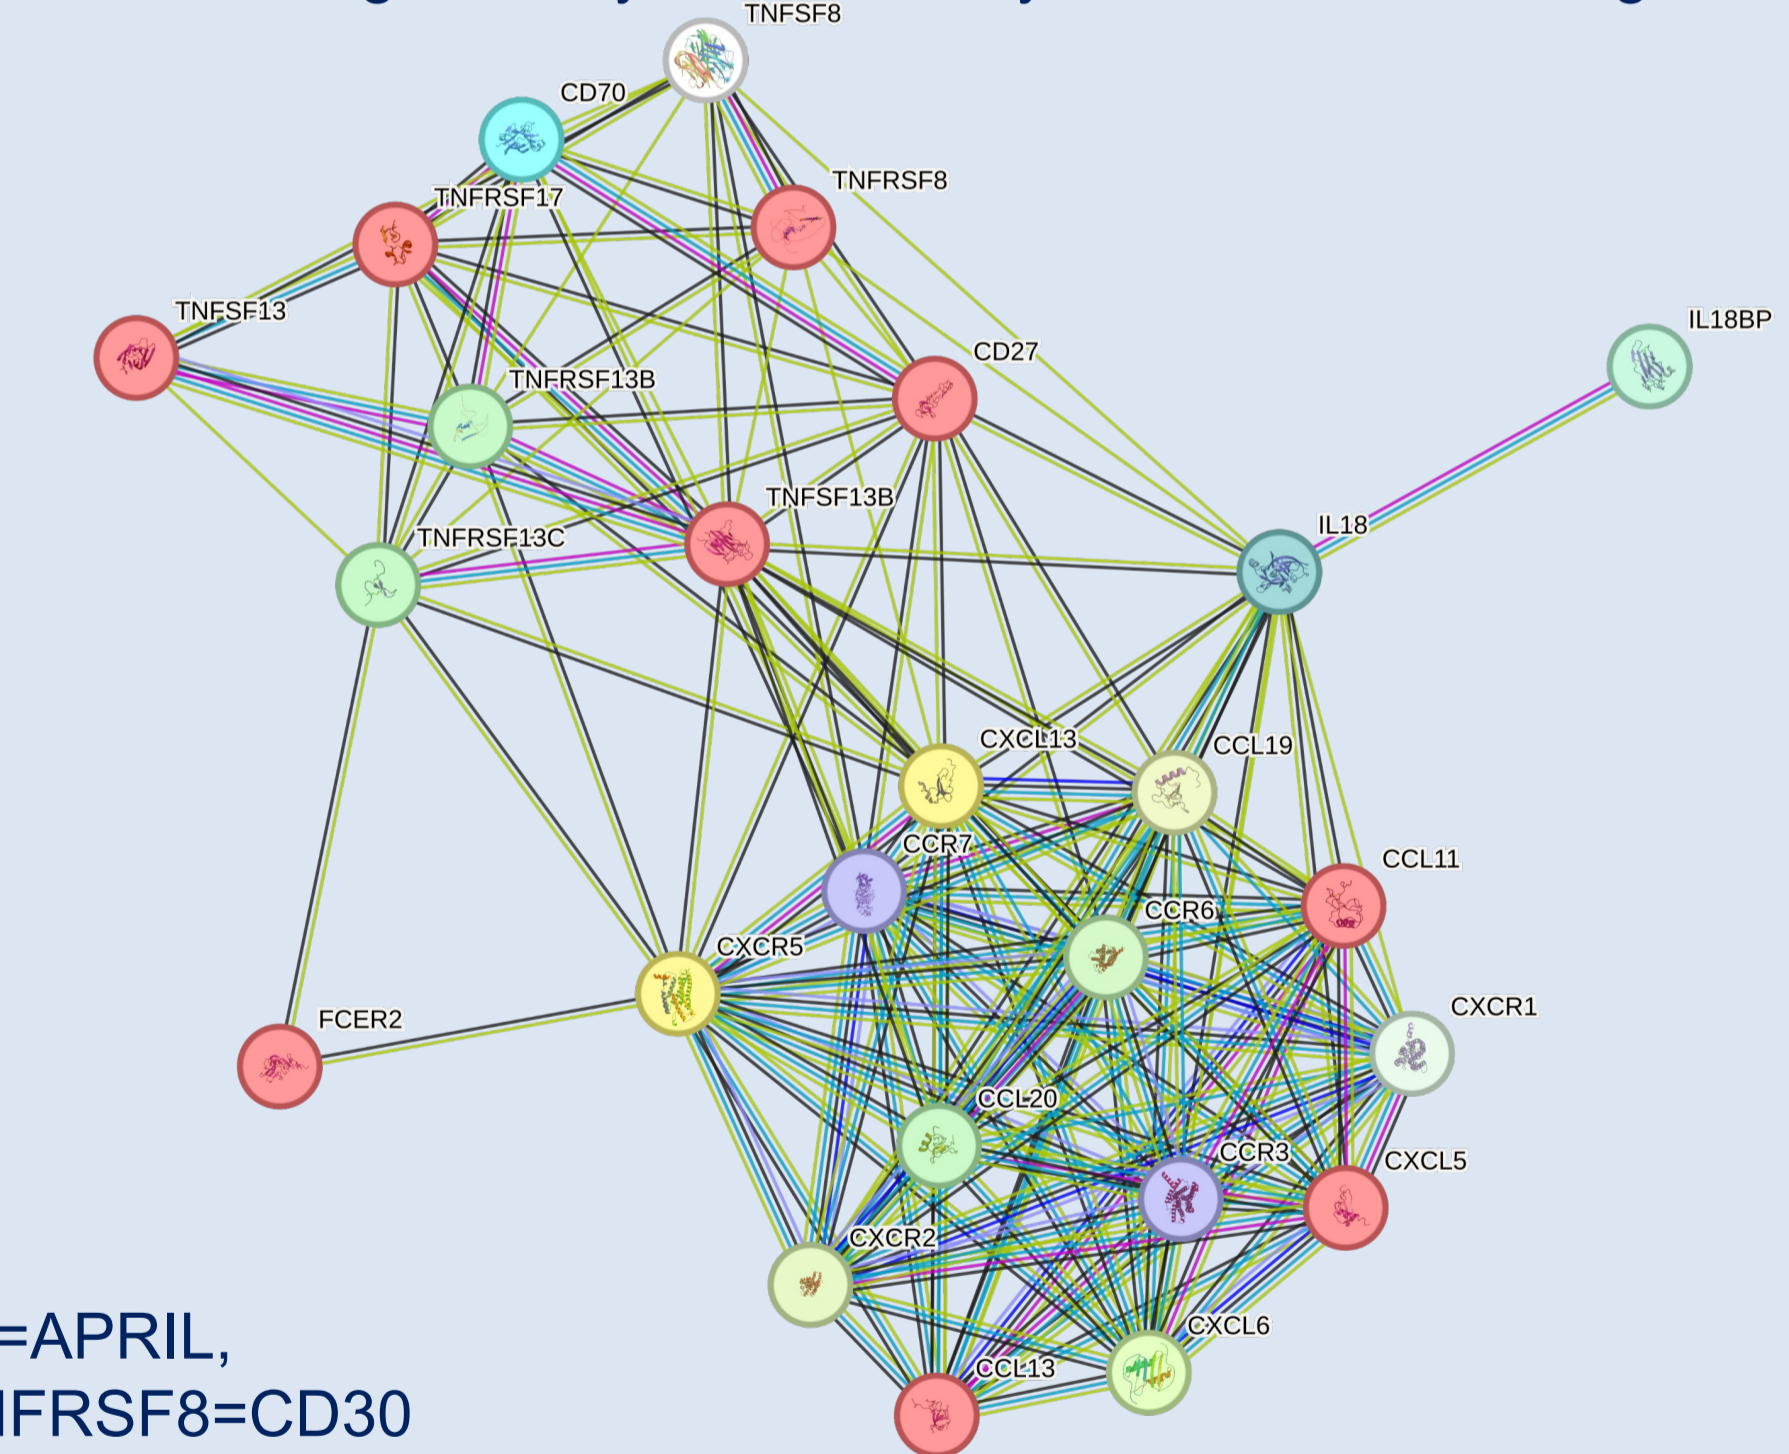 TNFSF8
CD70
TNFRSF8
TNFRSF17
TNFSF13
IL18BP
CD27
TNFRSF13B
TNFSF13B
IL18
TNFRSF13C
CXCL13
CCL19
CCR7
CCL11
CCR6
CXCR5
CXCR1
FCER2
CCL20
CCR3
CXCL5
CXCR2
CXCL6
=APRIL,
CCL13
NFRSF8=CD30